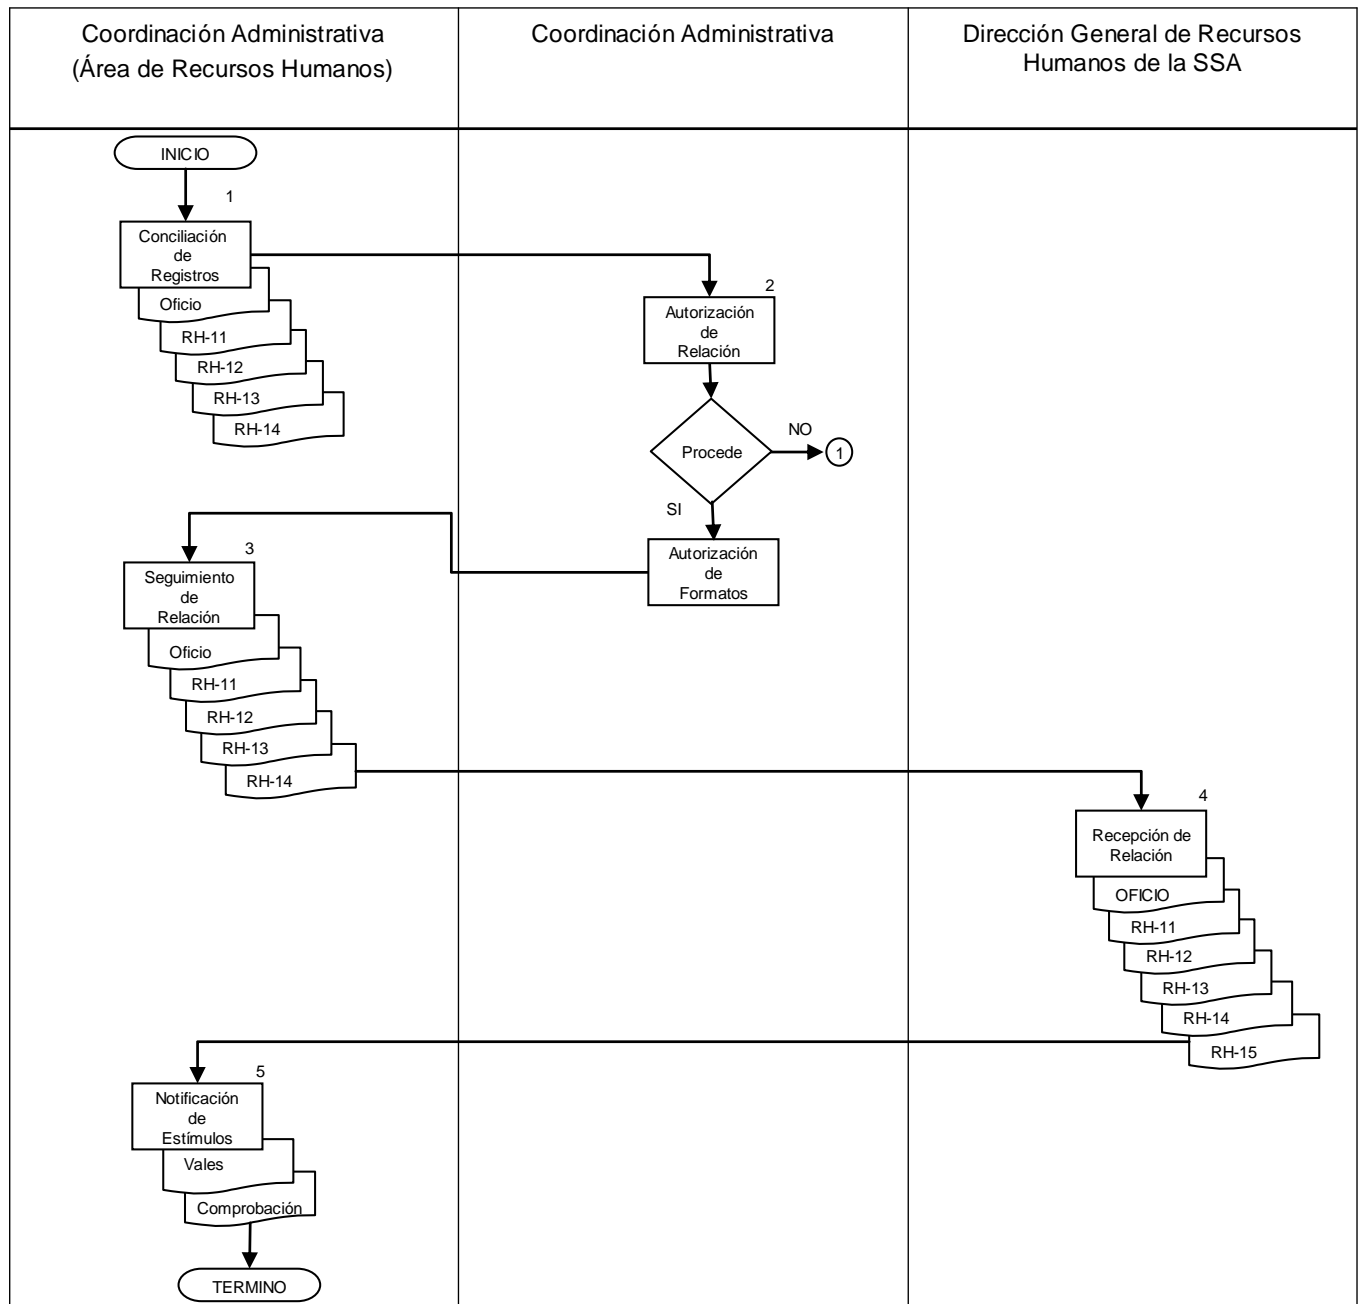 Coordinación Administrativa
(Área de Recursos Humanos)
Coordinación Administrativa
Dirección General de Recursos
Humanos de la SSA
INICIO
1
Conciliación
de
Registros
Oficio
RH-11
RH-12
RH-13
RH-14
2
Autorización
de
Relación
Procede
NO
1
SI
Autorización
de
Formatos
3
Seguimiento
de
Relación
Oficio
RH-11
RH-12
RH-13
RH-14
4
Recepción de
Relación
OFICIO
RH-11
RH-12
RH-13
RH-14
RH-15
5
Notificación
de
Estímulos
Vales
Comprobación
TERMINO